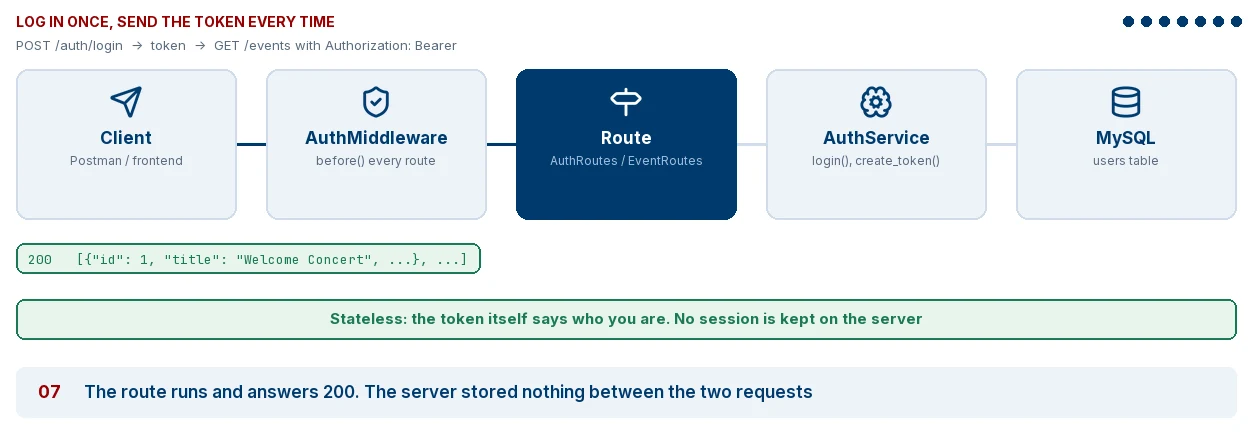 LOG IN ONCE, SEND THE TOKEN EVERY TIME
POST /auth/login → token → GET /events with Authorization: Bearer
Client
Postman / frontend
AuthMiddleware
before() every route
Route
AuthRoutes / EventRoutes
AuthService
login(), create_token()
MySQL
users table
200 [{"id": 1, "title": "Welcome Concert", ...}, ...]
Stateless: the token itself says who you are. No session is kept on the server
07 The route runs and answers 200. The server stored nothing between the two requests